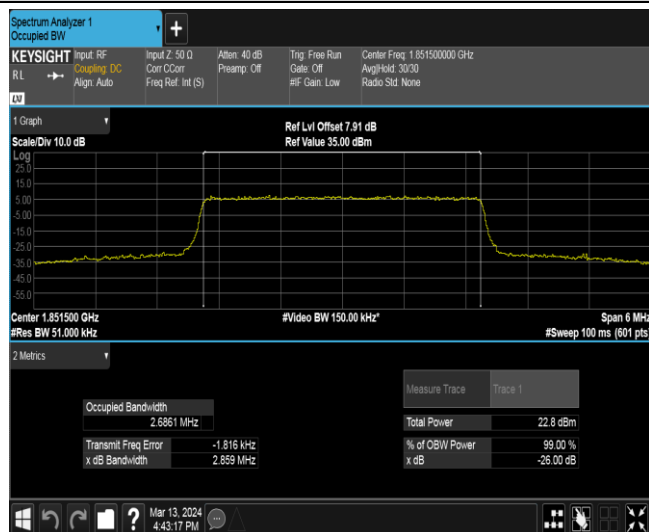 Spectrum Analyzer 1
Occupied BW
+
KEYSIGHT Input: RF Input Z: 50 Ω Atten: 40 dB Trig: Free Run Center Freq: 1.851500000 GHz
RL Coupling: DC Corr CCorr Preamp: Off Gate: Off Avg|Hold: 30/30
Align: Auto Freq Ref: Int (S) #IF Gain: Low Radio Std: None
LXI
1 Graph Ref Lvl Offset 7.91 dB
Scale/Div 10.0 dB Ref Value 35.00 dBm
Log
25.0
15.0
5.00
-5.00
-15.0
-25.0
-35.0
-45.0
-55.0
Center 1.851500 GHz #Video BW 150.00 kHz* Span 6 MHz
#Res BW 51.000 kHz #Sweep 100 ms (601 pts)
2 Metrics
Measure Trace Trace 1
Occupied Bandwidth
2.6861 MHz Total Power 22.8 dBm
Transmit Freq Error -1.816 kHz % of OBW Power 99.00 %
x dB Bandwidth 2.859 MHz x dB -26.00 dB
? Mar 13, 2024
4:43:17 PM